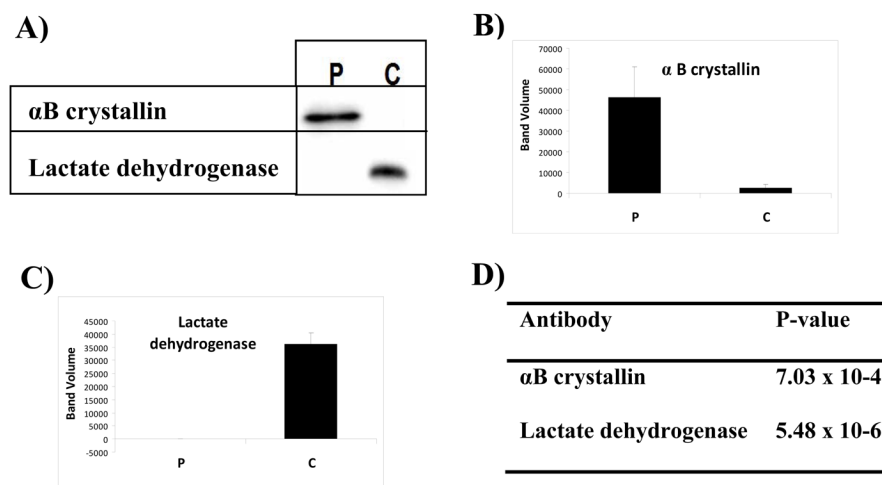 A)
P C
αB crystallin
Lactate dehydrogenase
B)
α B crystallin
Band Volume
70000
60000
50000
40000
30000
20000
10000
0
P C
C)
Lactate
dehydrogenase
Band Volume
45000
40000
35000
30000
25000
20000
15000
10000
5000
0
-5000
P C
D)
Antibody P-value
αB crystallin 7.03 x 10-4
Lactate dehydrogenase 5.48 x 10-6